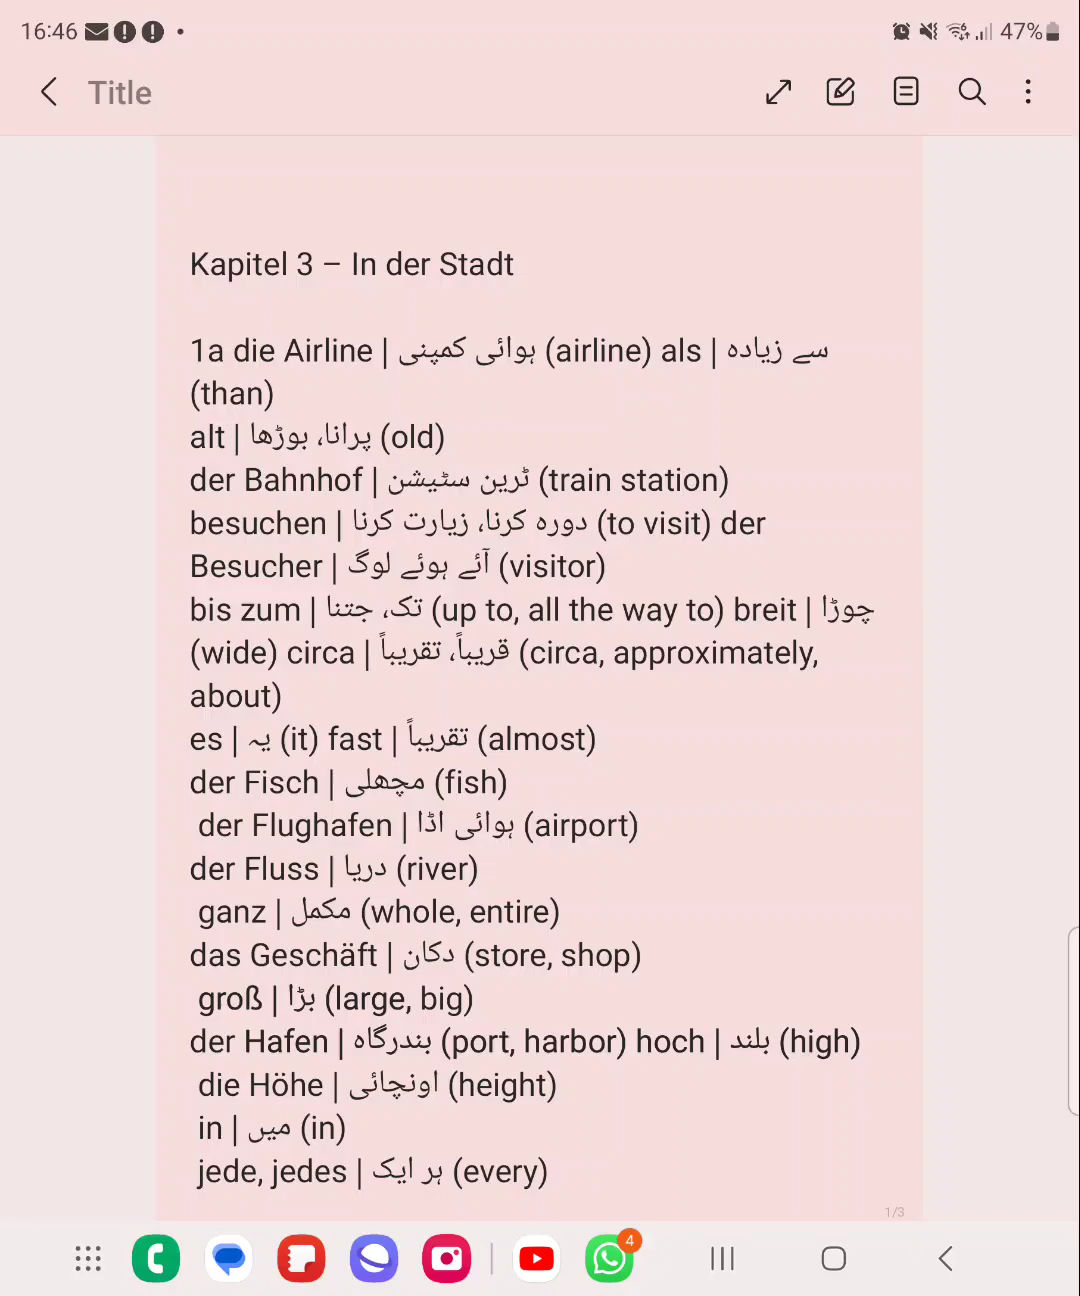 16:46
47%
Title
Kapitel 3 – In der Stadt
1a die Airline | ہوائی کمپنی (airline) als | سے زیادہ
(than)
alt | پرانا، بوڑھا (old)
der Bahnhof | ٹرین سٹیشن (train station)
besuchen | دورہ کرنا، زیارت کرنا (to visit) der
Besucher | آئے ہوئے لوگ (visitor)
bis zum | تک، جتنا (up to, all the way to) breit | چوڑا
(wide) circa | قریباً، تقریباً (circa, approximately,
about)
es | یہ (it) fast | تقریباً (almost)
der Fisch | مچھلی (fish)
der Flughafen | ہوائی اڈا (airport)
der Fluss | دریا (river)
ganz | مکمل (whole, entire)
das Geschäft | دکان (store, shop)
groß | بڑا (large, big)
der Hafen | بندرگاہ (port, harbor) hoch | بلند (high)
die Höhe | اونچائی (height)
in | میں (in)
jede, jedes | ہر ایک (every)
1/3
4